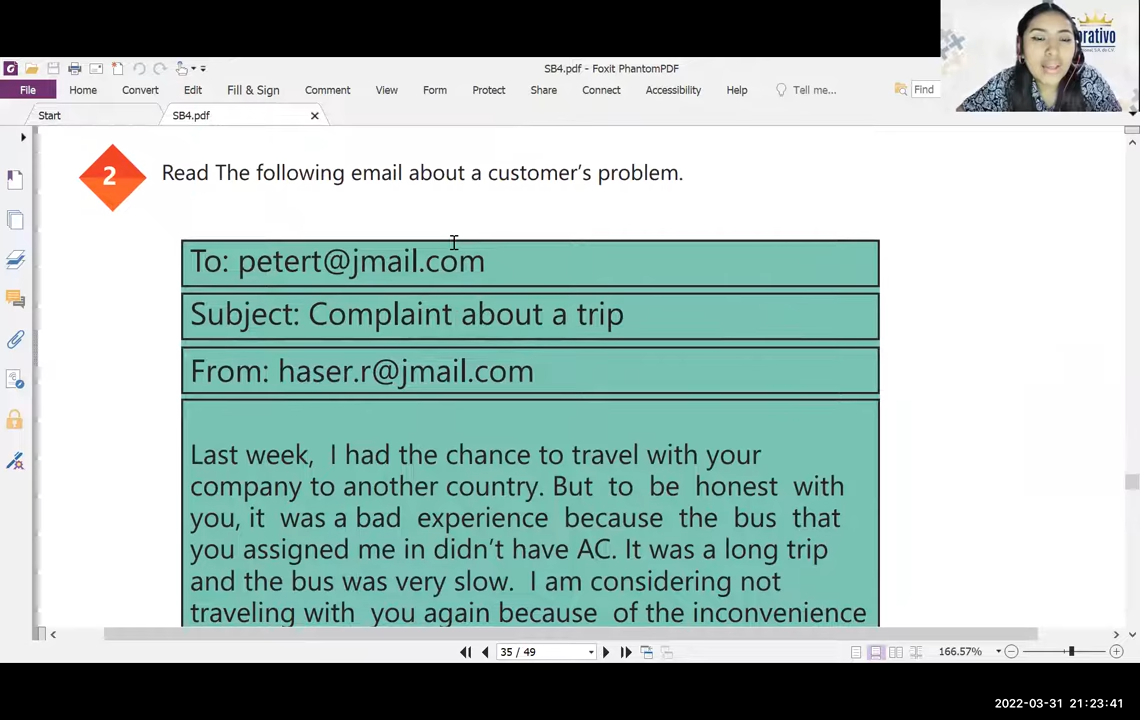 orativo
SB4.pdf - Foxit PhantomPDF
File
Home
Convert
Edit
Fill & Sign
Comment
View
Form
Protect
Share
Connect
Accessibility
Help
Tell me...
Find
Start
SB4.pdf
2
Read The following email about a customer's problem.
To: petert@jmail.com
Subject: Complaint about a trip
From: haser.r@jmail.com
Last week, I had the chance to travel with your
company to another country. But to be honest with
you, it was a bad experience because the bus that
you assigned me in didn't have AC. It was a long trip
and the bus was very slow. I am considering not
traveling with you again because of the inconvenience
35 / 49
166.57%
2022-03-31 21:23:41